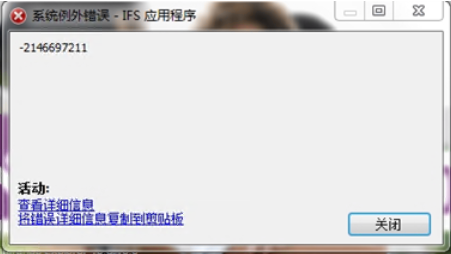 系统例外错误 - IFS 应用程序
-2146697211
活动:
查看详细信息
将错误详细信息复制到剪贴板
关闭